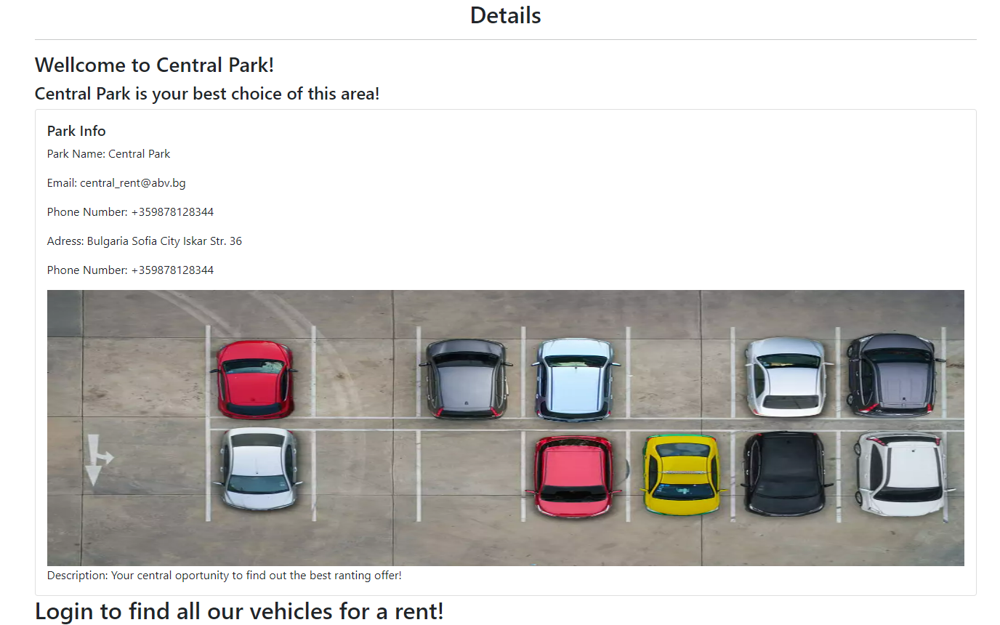 Details
Wellcome to Central Park!
Central Park is your best choice of this area!
Park Info
Park Name: Central Park
Email: central_rent@abv.bg
Phone Number: +359878128344
Adress: Bulgaria Sofia City Iskar Str. 36
Phone Number: +359878128344
Description: Your central oportunity to find out the best ranting offer!
Login to find all our vehicles for a rent!